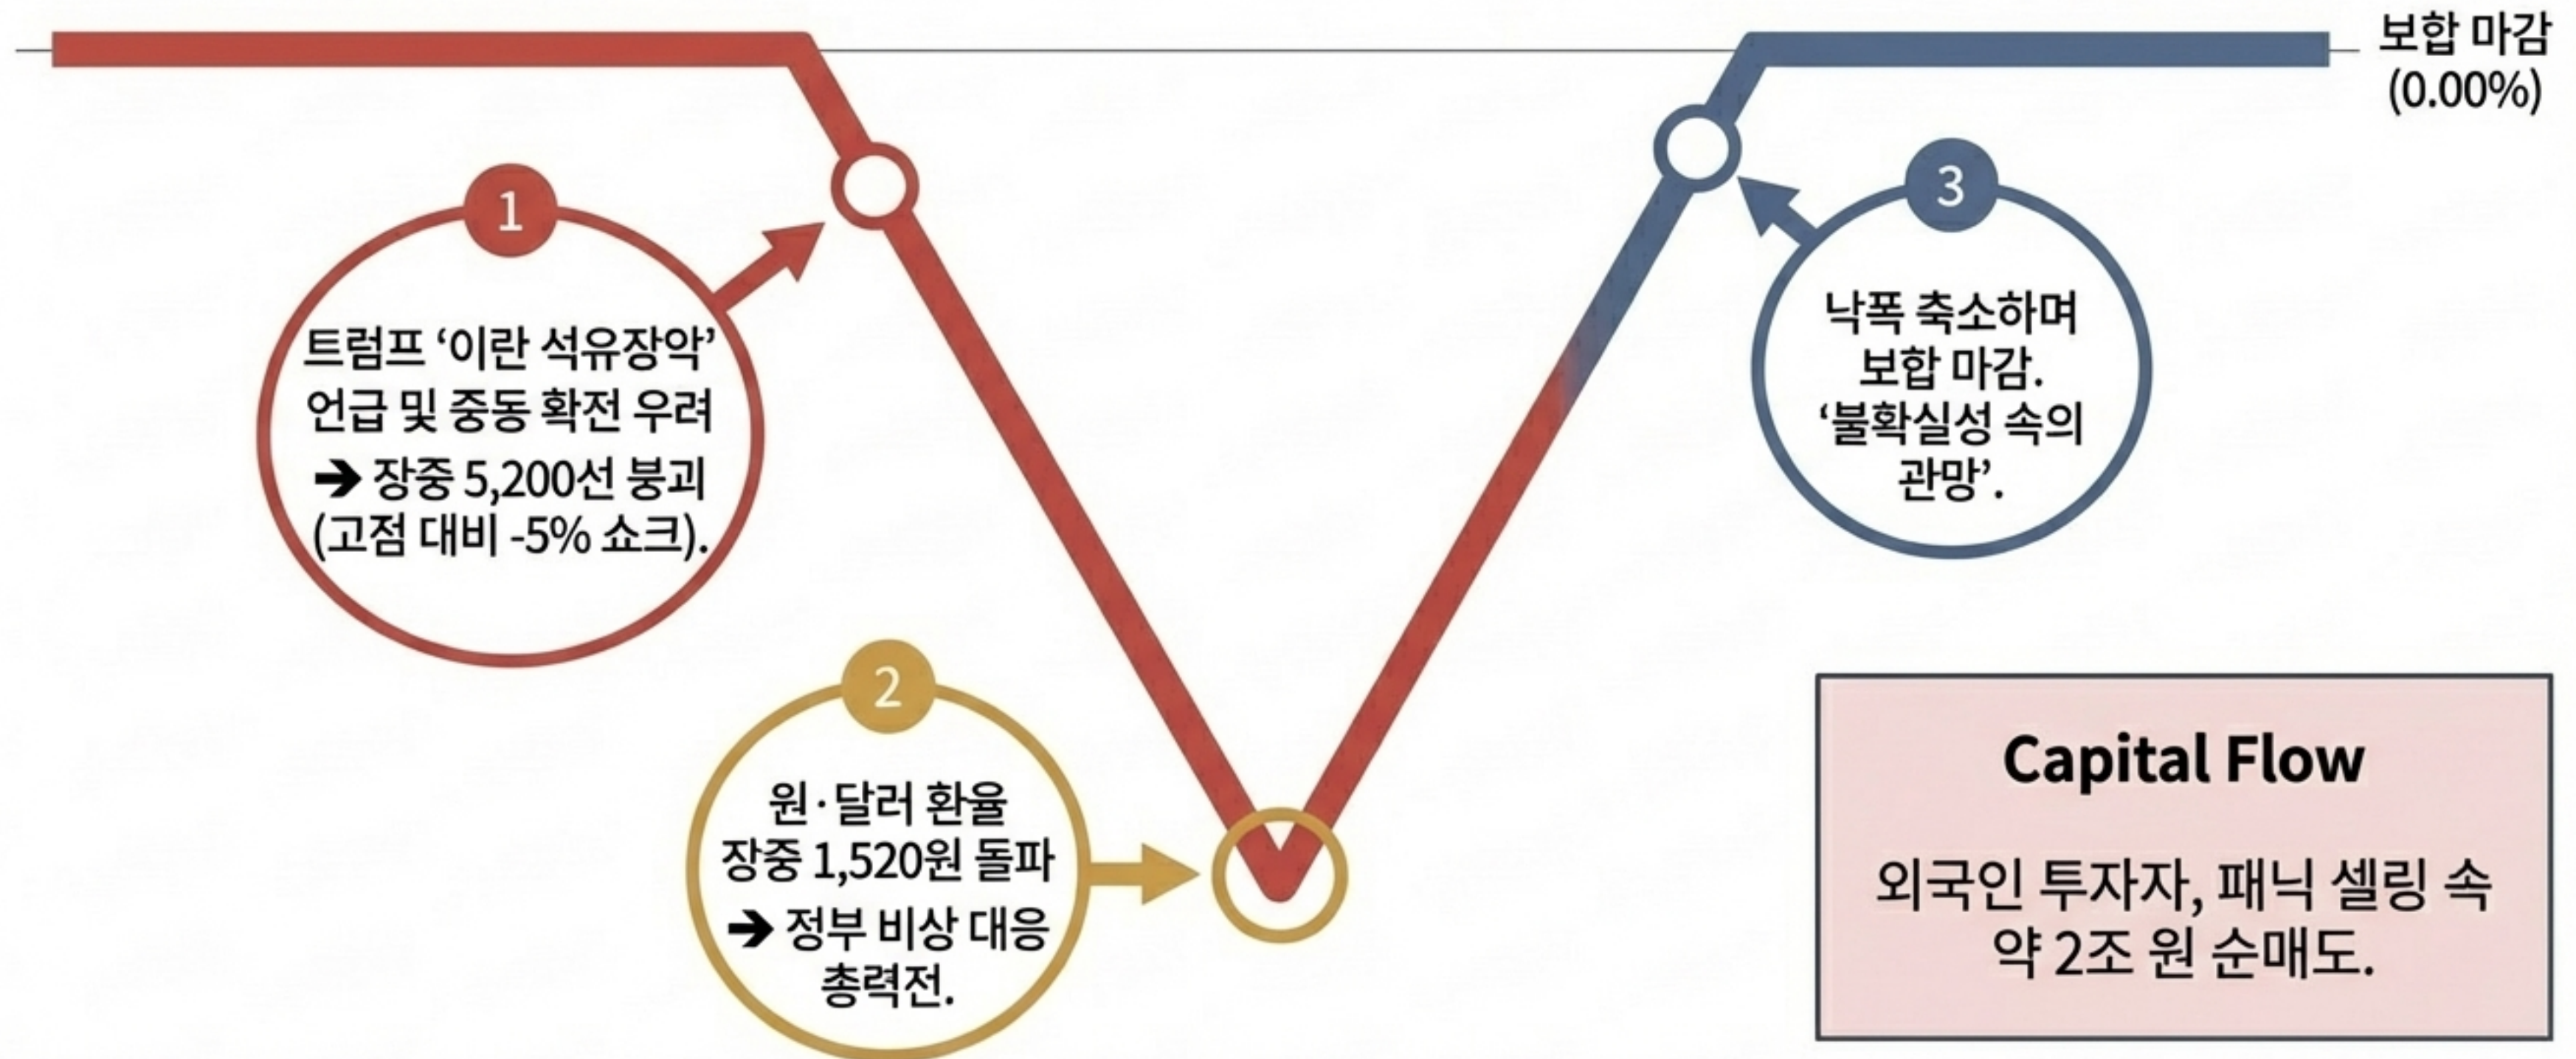 보합 마감
(0.00%)
1
트럼프 ‘이란 석유장악’
언급 및 중동 확전 우려
➔ 장중 5,200선 붕괴
(고점 대비 -5% 쇼크).
2
원·달러 환율
장중 1,520원 돌파
➔ 정부 비상 대응
총력전.
3
낙폭 축소하며
보합 마감.
‘불확실성 속의
관망’.
Capital Flow
외국인 투자자, 패닉 셀링 속
약 2조 원 순매도.